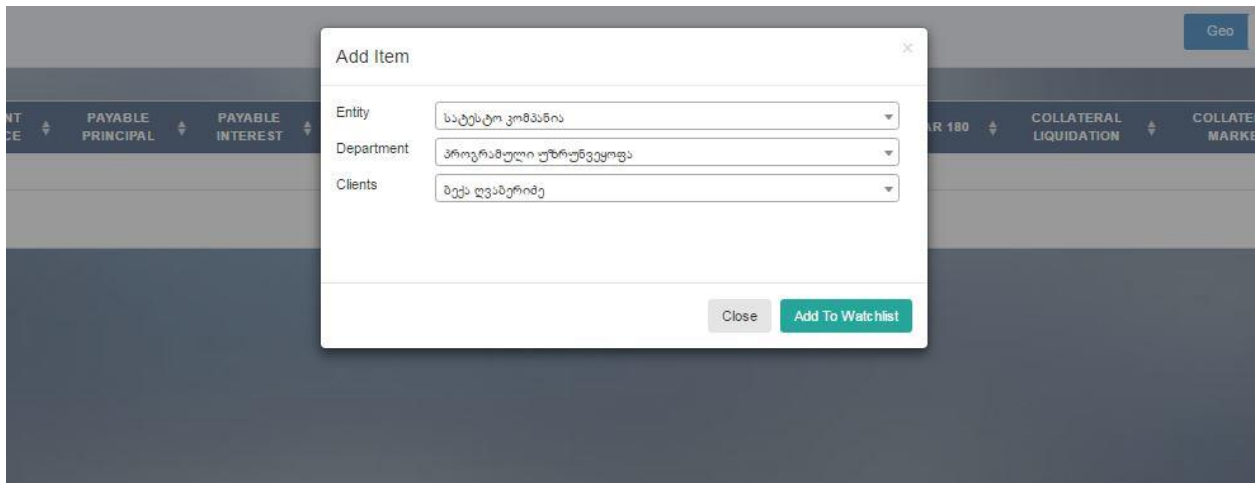 Geo
Add Item
×
Entity
სატესტო კომპანია
Department
პროგრამული უზრუნველყოფა
Clients
ბექა ღვაბერიძე
PAYABLE
PRINCIPAL
PAYABLE
INTEREST
180
COLLATERAL
LIQUIDATION
Close
Add To Watchlist